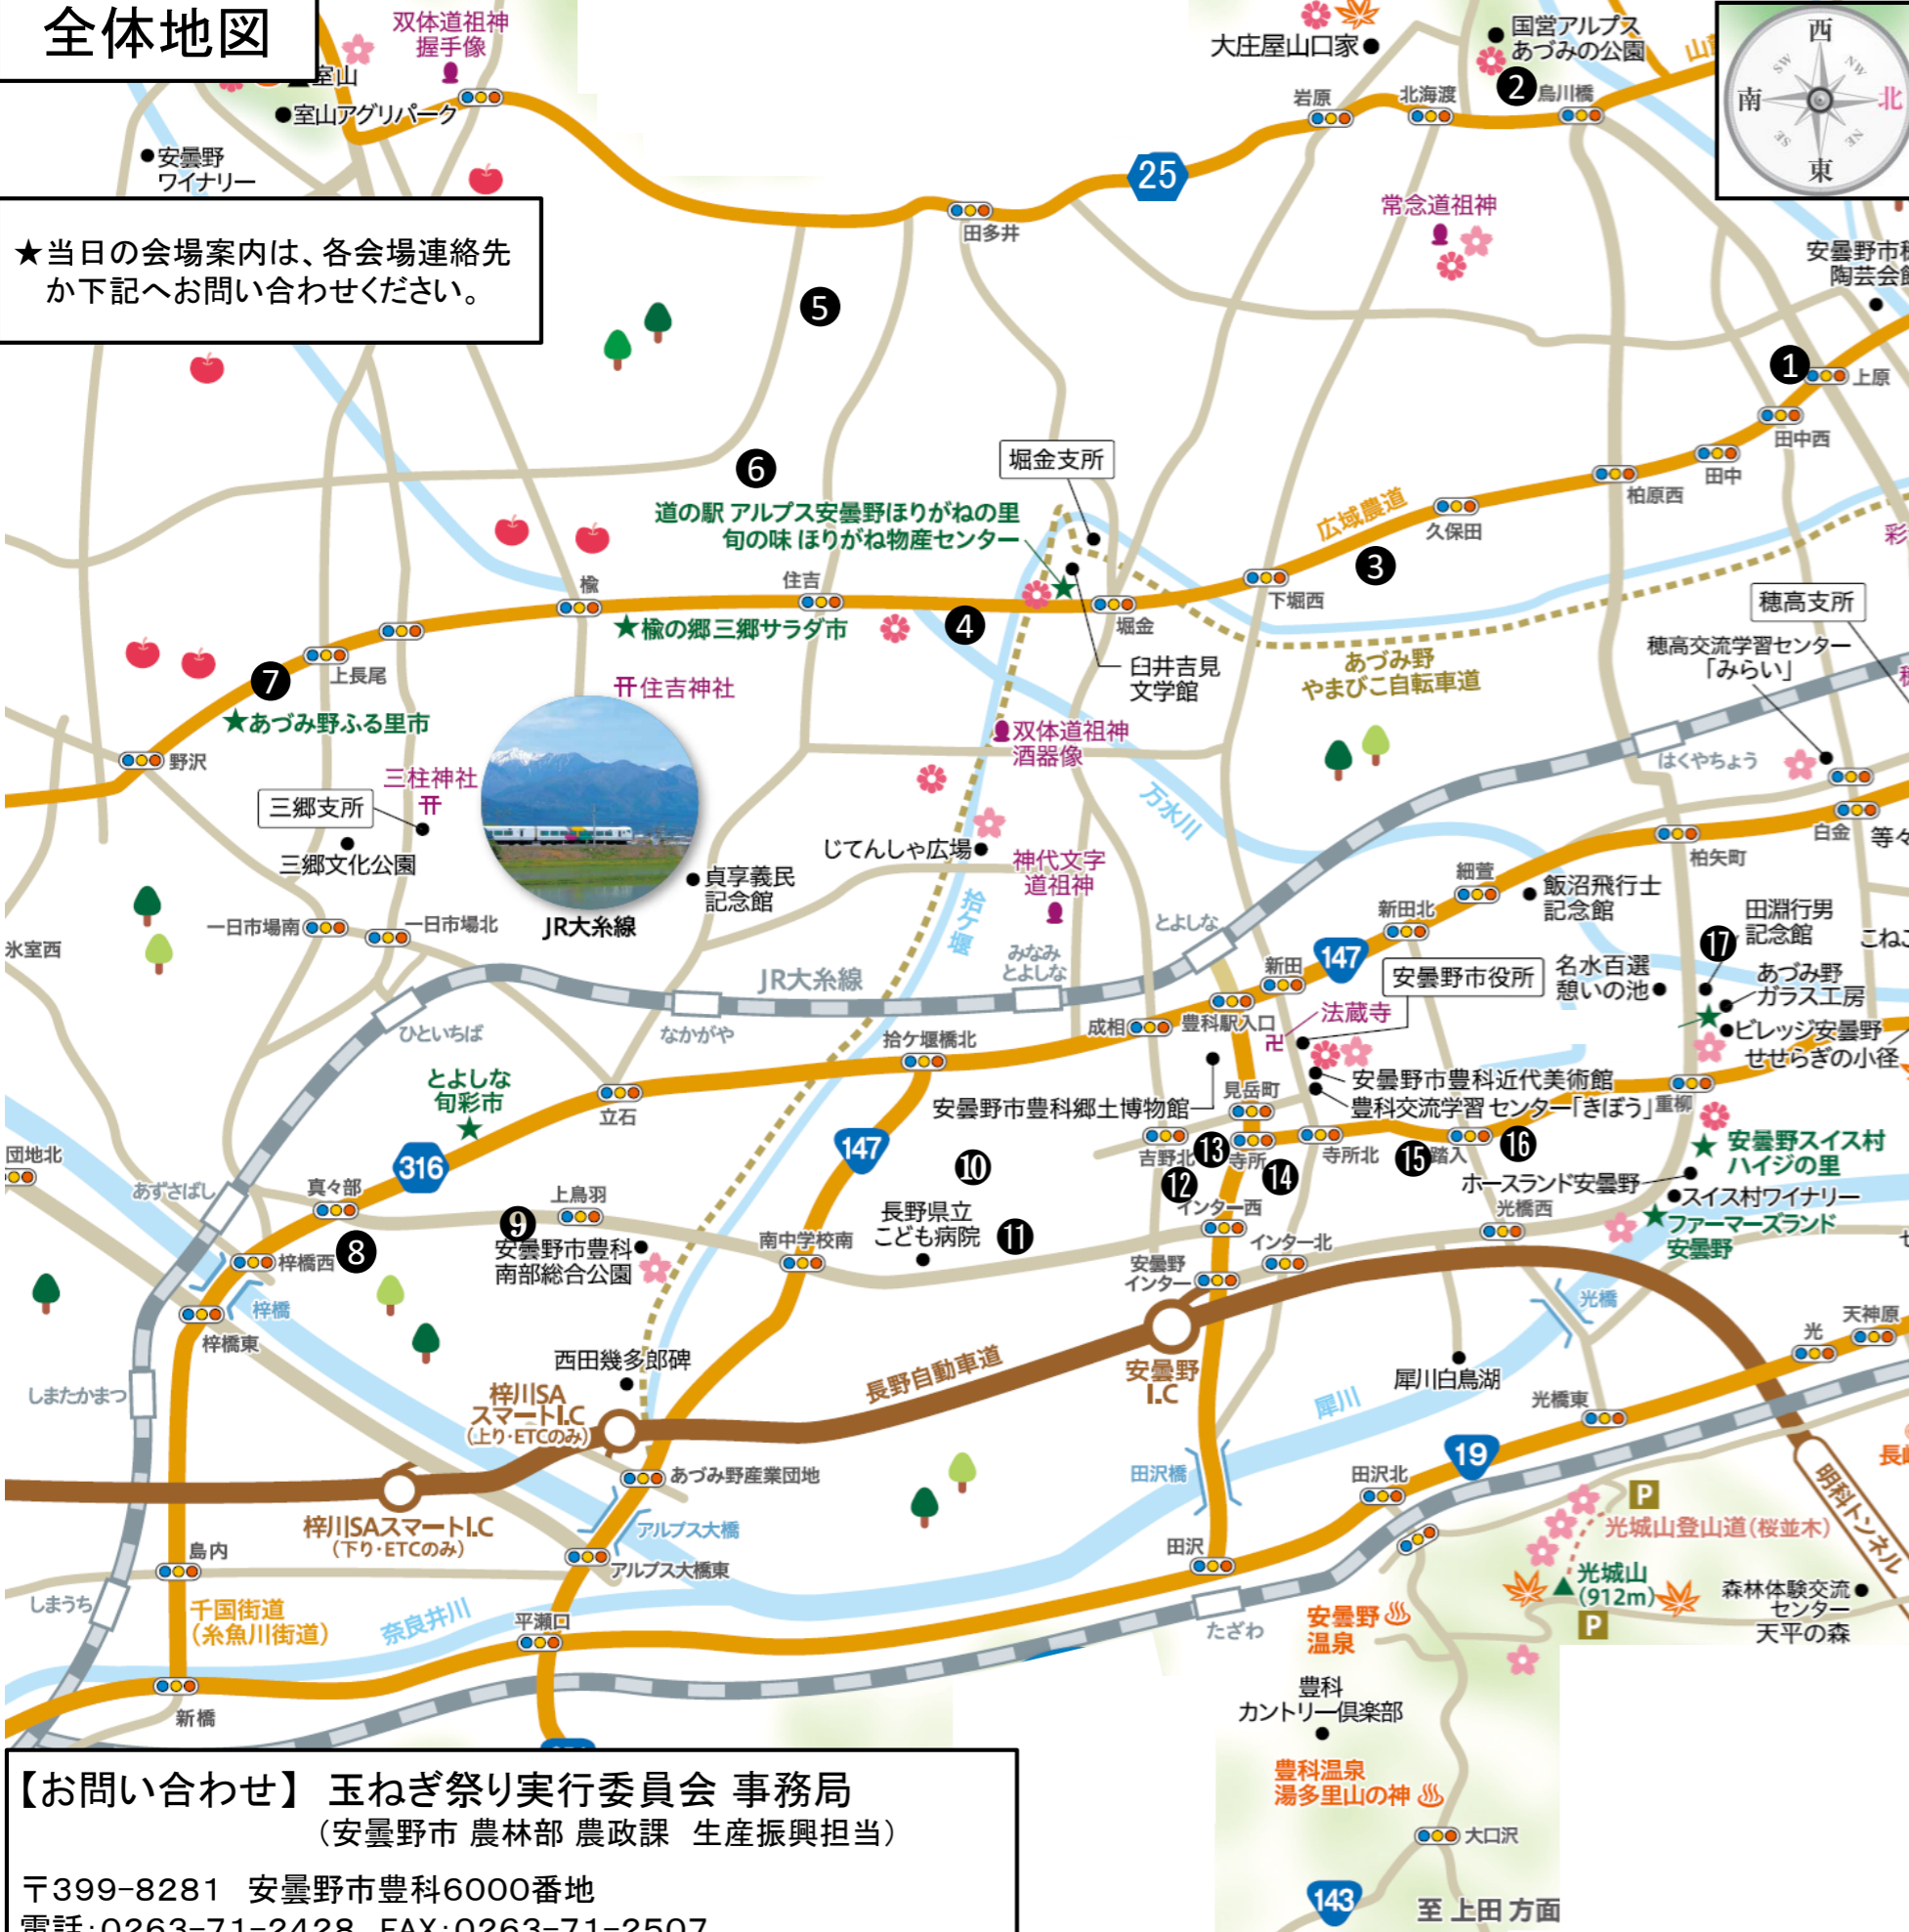 全体地図
双体道祖神
握手像
室山
室山アグリパーク
安曇野
ワイナリー
★当日の会場案内は、各会場連絡先
か下記へお問い合わせください。
大庄屋山口家
国営アルプス
あづみの公園
岩原
北海渡
❷
烏川橋
西
SW
NW
南
北
SE
NE
東
25
田多井
常念道祖神
陶芸会館
❺
❶
上原
田中西
田中
柏原西
久保田
広域農道
❸
堀金支所
❻
道の駅 アルプス安曇野ほりがねの里
旬の味 ほりがね物産センター
楡
住吉
★楡の郷三郷サラダ市
❹
堀金
下堀西
臼井吉見
文学館
あづみ野
やまびこ自転車道
穂高支所
穂高交流学習センター
「みらい」
上長尾
❼
★あづみ野ふる里市
野沢
住吉神社
双体道祖神
酒器像
万水川
はくやちょう
白金
柏矢町
三柱神社
三郷支所
三郷文化公園
JR大糸線
貞享義民
記念館
じてんしゃ広場
神代文字
道祖神
拾ケ堰
細萱
飯沼飛行士
記念館
新田北
とよしな
みなみ
とよしな
新田
147
安曇野市役所
名水百選
憩いの池
⓱
田淵行男
記念館
あづみ野
ガラス工房
ビレッジ安曇野
せせらぎの小径
氷室西
一日市場南
一日市場北
JR大糸線
ひといちば
なかがや
拾ケ堰橋北
成相
豊科駅入口
法蔵寺
安曇野市豊科近代美術館
豊科交流学習センター「きぼう」
重柳
安曇野市豊科郷土博物館
見岳町
とよしな
旬彩市
立石
316
147
吉野北
⓭
寺所
⓮
寺所北
⓯
踏入
⓰
⓬
安曇野スイス村
ハイジの里
ホースランド安曇野
スイス村ワイナリー
ファーマーズランド
安曇野
団地北
あずさばし
真々部
❽
❾
上鳥羽
安曇野市豊科
南部総合公園
❿
長野県立
こども病院
⓫
南中学校南
インター西
インター北
安曇野
インター
光橋西
梓橋西
梓橋
梓橋東
光橋
天神原
光
しまたかまつ
西田幾多郎碑
梓川SA
スマートI.C
(上り・ETCのみ)
長野自動車道
安曇野
I.C
犀川
犀川白鳥湖
光橋東
田沢橋
田沢北
19
あづみ野産業団地
梓川SAスマートI.C
(下り・ETCのみ)
アルプス大橋
アルプス大橋東
明科トンネル
P
光城山登山道(桜並木)
光城山
(912m)
P
森林体験交流
センター
天平の森
島内
しまうち
千国街道
(糸魚川街道)
奈良井川
平瀬口
田沢
たざわ
安曇野
温泉
新橋
豊科
カントリー倶楽部
豊科温泉
湯多里山の神
大口沢
143
至 上田 方面
【お問い合わせ】 玉ねぎ祭り実行委員会 事務局
（安曇野市 農林部 農政課 生産振興担当）
〒399-8281 安曇野市豊科6000番地
電話：0263-71-2428 FAX：0263-71-2507